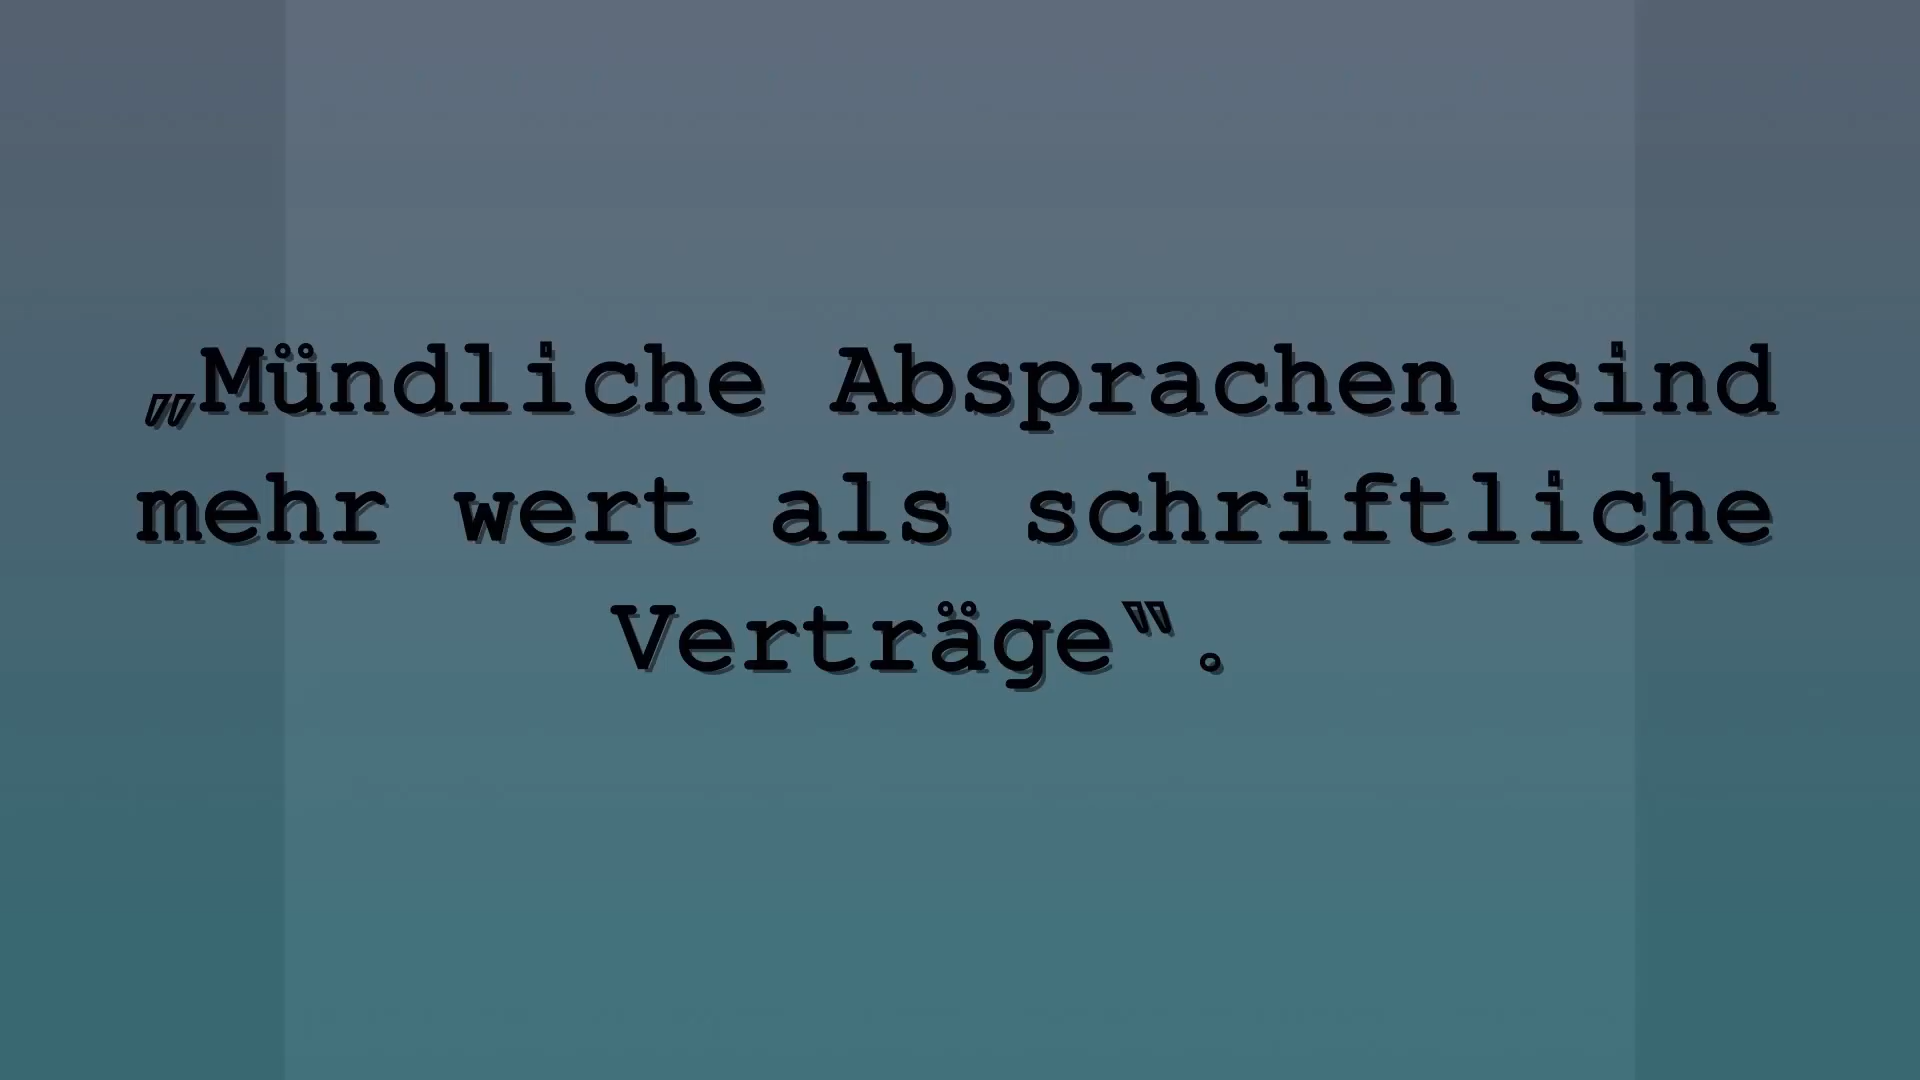 „Mündliche Absprachen sind
mehr wert als schriftliche
Verträge“.